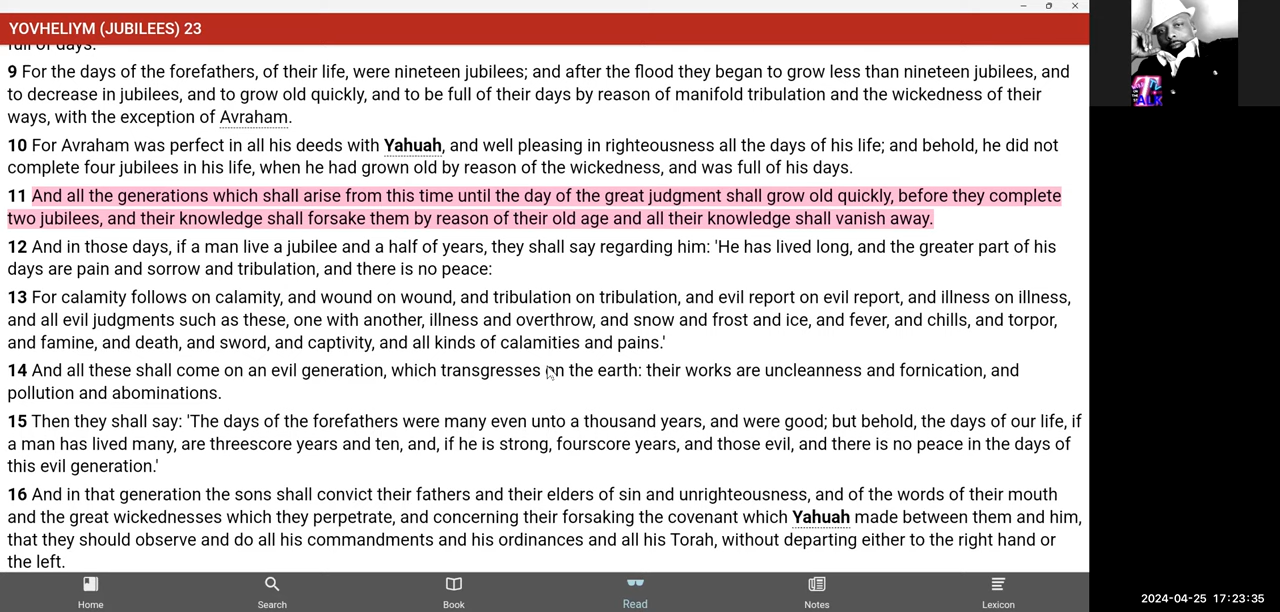 YOVHELIYM (JUBILEES) 23
full of days.
9 For the days of the forefathers, of their life, were nineteen jubilees; and after the flood they began to grow less than nineteen jubilees, and
to decrease in jubilees, and to grow old quickly, and to be full of their days by reason of manifold tribulation and the wickedness of their
ways, with the exception of Avraham.
10 For Avraham was perfect in all his deeds with Yahuah, and well pleasing in righteousness all the days of his life; and behold, he did not
complete four jubilees in his life, when he had grown old by reason of the wickedness, and was full of his days.
11 And all the generations which shall arise from this time until the day of the great judgment shall grow old quickly, before they complete
two jubilees, and their knowledge shall forsake them by reason of their old age and all their knowledge shall vanish away.
12 And in those days, if a man live a jubilee and a half of years, they shall say regarding him: 'He has lived long, and the greater part of his
days are pain and sorrow and tribulation, and there is no peace:
13 For calamity follows on calamity, and wound on wound, and tribulation on tribulation, and evil report on evil report, and illness on illness,
and all evil judgments such as these, one with another, illness and overthrow, and snow and frost and ice, and fever, and chills, and torpor,
and famine, and death, and sword, and captivity, and all kinds of calamities and pains.'
14 And all these shall come on an evil generation, which transgresses on the earth: their works are uncleanness and fornication, and
pollution and abominations.
15 Then they shall say: 'The days of the forefathers were many even unto a thousand years, and were good; but behold, the days of our life, if
a man has lived many, are threescore years and ten, and, if he is strong, fourscore years, and those evil, and there is no peace in the days of
this evil generation.'
16 And in that generation the sons shall convict their fathers and their elders of sin and unrighteousness, and of the words of their mouth
and the great wickednesses which they perpetrate, and concerning their forsaking the covenant which Yahuah made between them and him,
that they should observe and do all his commandments and his ordinances and all his Torah, without departing either to the right hand or
the left.
Home Search Book Read Notes Lexicon
2024-04-25 17:23:35